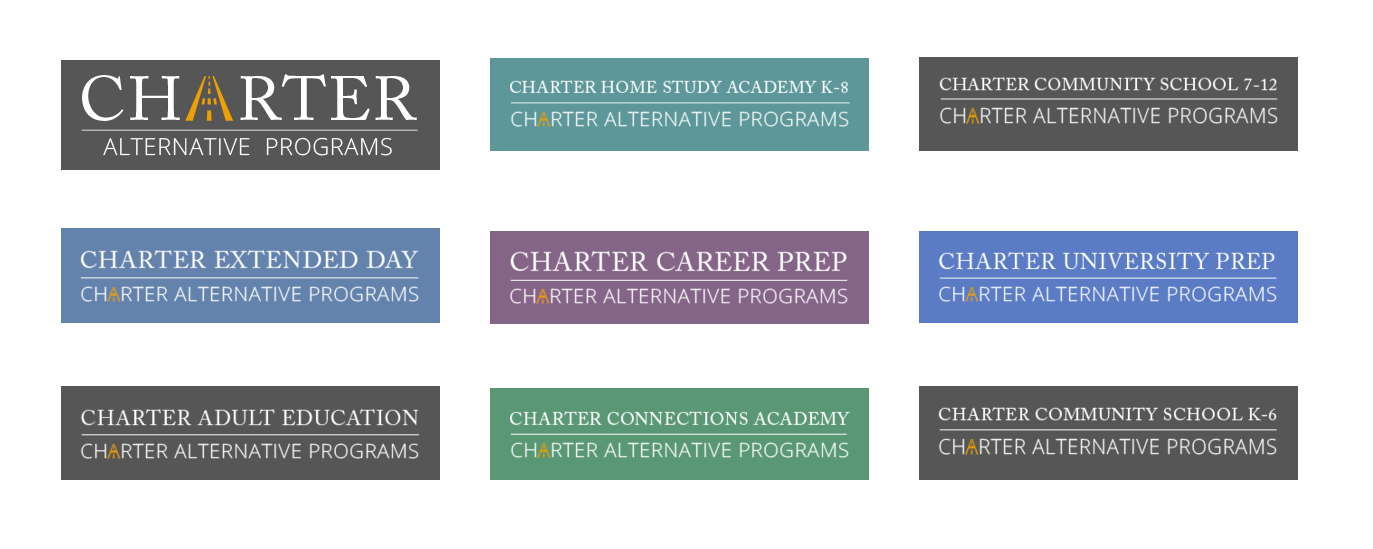 CHARTER
ALTERNATIVE PROGRAMS
CHARTER HOME STUDY ACADEMY K-8
CHARTER ALTERNATIVE PROGRAMS
CHARTER COMMUNITY SCHOOL 7-12
CHARTER ALTERNATIVE PROGRAMS
CHARTER EXTENDED DAY
CHARTER ALTERNATIVE PROGRAMS
CHARTER CAREER PREP
CHARTER ALTERNATIVE PROGRAMS
CHARTER UNIVERSITY PREP
CHARTER ALTERNATIVE PROGRAMS
CHARTER ADULT EDUCATION
CHARTER ALTERNATIVE PROGRAMS
CHARTER CONNECTIONS ACADEMY
CHARTER ALTERNATIVE PROGRAMS
CHARTER COMMUNITY SCHOOL K-6
CHARTER ALTERNATIVE PROGRAMS